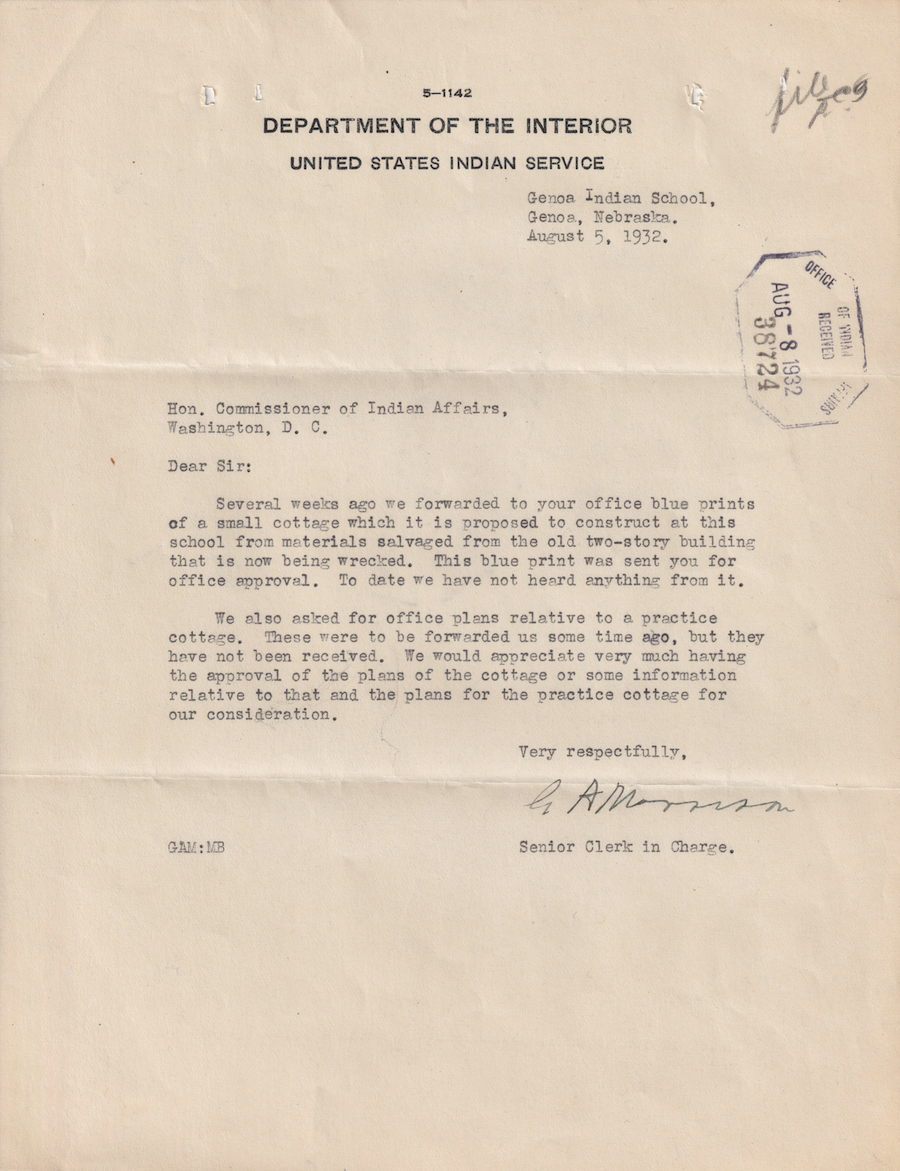 5—1142
file
DEPARTMENT OF THE INTERIOR
UNITED STATES INDIAN SERVICE
Genoa Indian School,
Genoa, Nebraska.
August 5, 1932.
OFFICE
OF INDIAN
AFFAIRS
RECEIVED
AUG-8 1932
38724
Hon. Commissioner of Indian Affairs,
Washington, D. C.
Dear Sir:
Several weeks ago we forwarded to your office blue prints
of a small cottage which it is proposed to construct at this
school from materials salvaged from the old two-story building
that is now being wrecked. This blue print was sent you for
office approval. To date we have not heard anything from it.
We also asked for office plans relative to a practice
cottage. These were to be forwarded us some time ago, but they
have not been received. We would appreciate very much having
the approval of the plans of the cottage or some information
relative to that and the plans for the practice cottage for
our consideration.
Very respectfully,
G A Morrison
GAM:MB Senior Clerk in Charge.